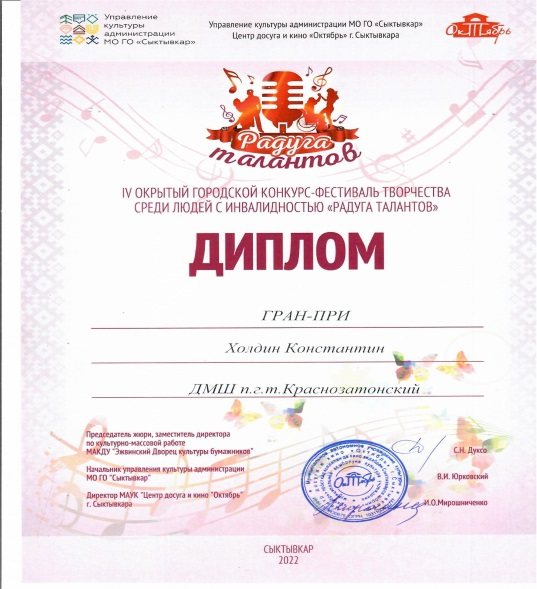 Управление
культуры
администрации
МО ГО «Сыктывкар»
Управление культуры администрации МО ГО «Сыктывкар»
Центр досуга и кино «Октябрь» г. Сыктывкара
Октябрь
Радуга
талантов
IV ОКРЫТЫЙ ГОРОДСКОЙ КОНКУРС-ФЕСТИВАЛЬ ТВОРЧЕСТВА
СРЕДИ ЛЮДЕЙ С ИНВАЛИДНОСТЬЮ «РАДУГА ТАЛАНТОВ»
ДИПЛОМ
ГРАН-ПРИ
Холдин Константин
ДМШ п.г.т.Краснозатонский
Председатель жюри, заместитель директора
по культурно-массовой работе
МАКДУ "Эжвинский Дворец культуры бумажников"
С.Н. Дуксо
Начальник управления культуры администрации
МО ГО "Сыктывкар"
В.И. Юрковский
Директор МАУК "Центр досуга и кино "Октябрь"
г. Сыктывкара
И.О.Мирошниченко
Октябрь
СЫКТЫВКАР
2022